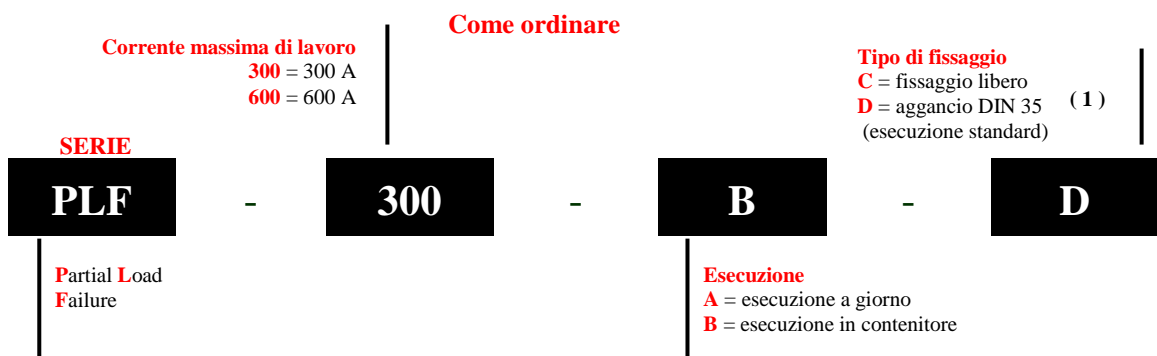 Come ordinare
Corrente massima di lavoro
300 = 300 A
600 = 600 A
Tipo di fissaggio
C = fissaggio libero
D = aggancio DIN 35 ( 1 )
(esecuzione standard)
SERIE
PLF - 300 - B - D
Partial Load
Failure
Esecuzione
A = esecuzione a giorno
B = esecuzione in contenitore